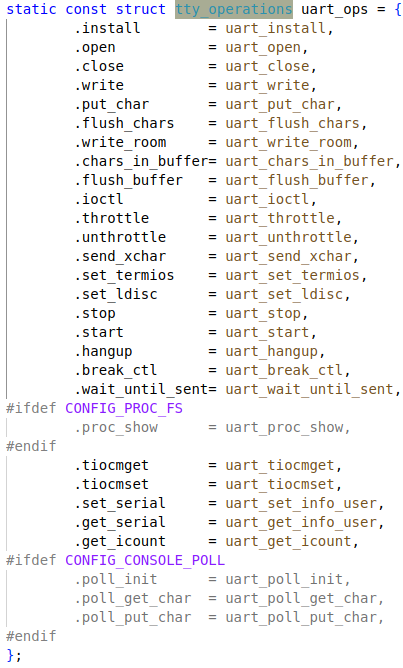 static const struct tty_operations uart_ops = {
        .install        = uart_install,
        .open           = uart_open,
        .close          = uart_close,
        .write          = uart_write,
        .put_char       = uart_put_char,
        .flush_chars    = uart_flush_chars,
        .write_room     = uart_write_room,
        .chars_in_buffer= uart_chars_in_buffer,
        .flush_buffer   = uart_flush_buffer,
        .ioctl          = uart_ioctl,
        .throttle       = uart_throttle,
        .unthrottle     = uart_unthrottle,
        .send_xchar     = uart_send_xchar,
        .set_termios    = uart_set_termios,
        .set_ldisc      = uart_set_ldisc,
        .stop           = uart_stop,
        .start          = uart_start,
        .hangup         = uart_hangup,
        .break_ctl      = uart_break_ctl,
        .wait_until_sent= uart_wait_until_sent,
#ifdef CONFIG_PROC_FS
        .proc_show      = uart_proc_show,
#endif
        .tiocmget       = uart_tiocmget,
        .tiocmset       = uart_tiocmset,
        .set_serial     = uart_set_info_user,
        .get_serial     = uart_get_info_user,
        .get_icount     = uart_get_icount,
#ifdef CONFIG_CONSOLE_POLL
        .poll_init      = uart_poll_init,
        .poll_get_char  = uart_poll_get_char,
        .poll_put_char  = uart_poll_put_char,
#endif
};